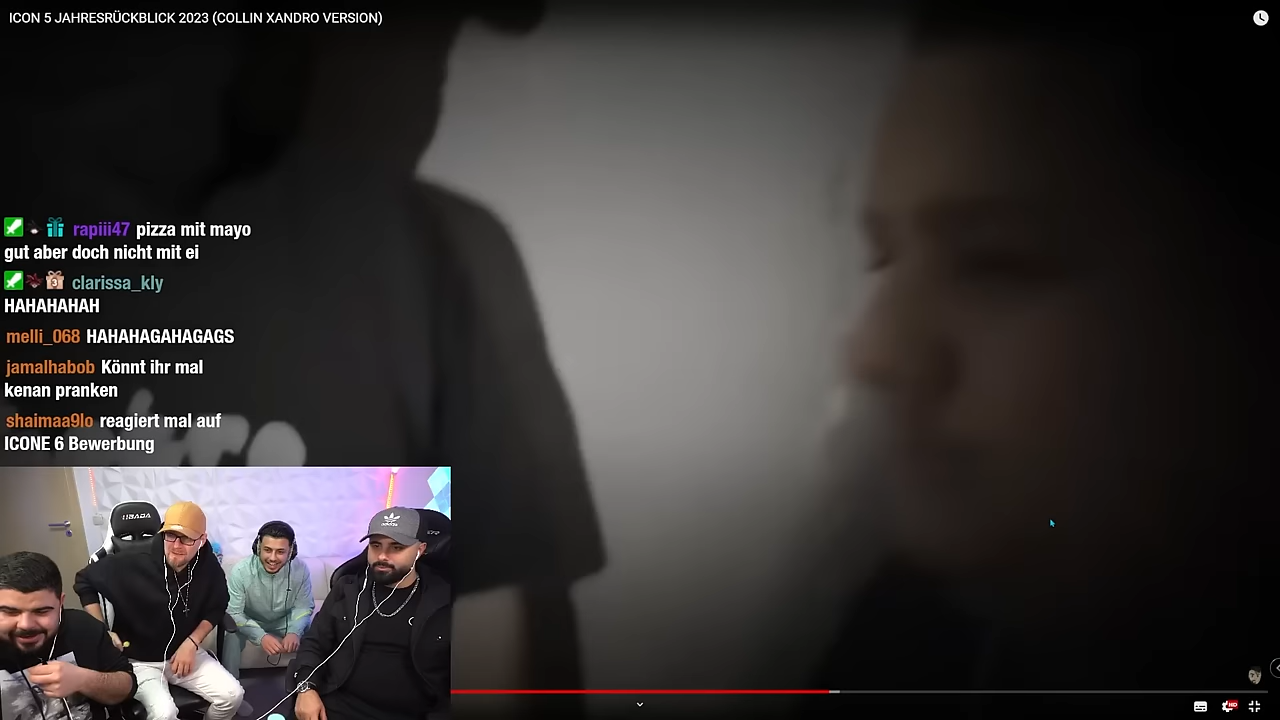 ICON 5 JAHRESRÜCKBLICK 2023 (COLLIN XANDRO VERSION)
rapiii47 pizza mit mayo
gut aber doch nicht mit ei
clarissa_kly
HAHAHAHAH
melli_068 HAHAHAGAHAGAGS
jamalhabob Könnt ihr mal
kenan pranken
shaimaa9lo reagiert mal auf
ICONE 6 Bewerbung
HD